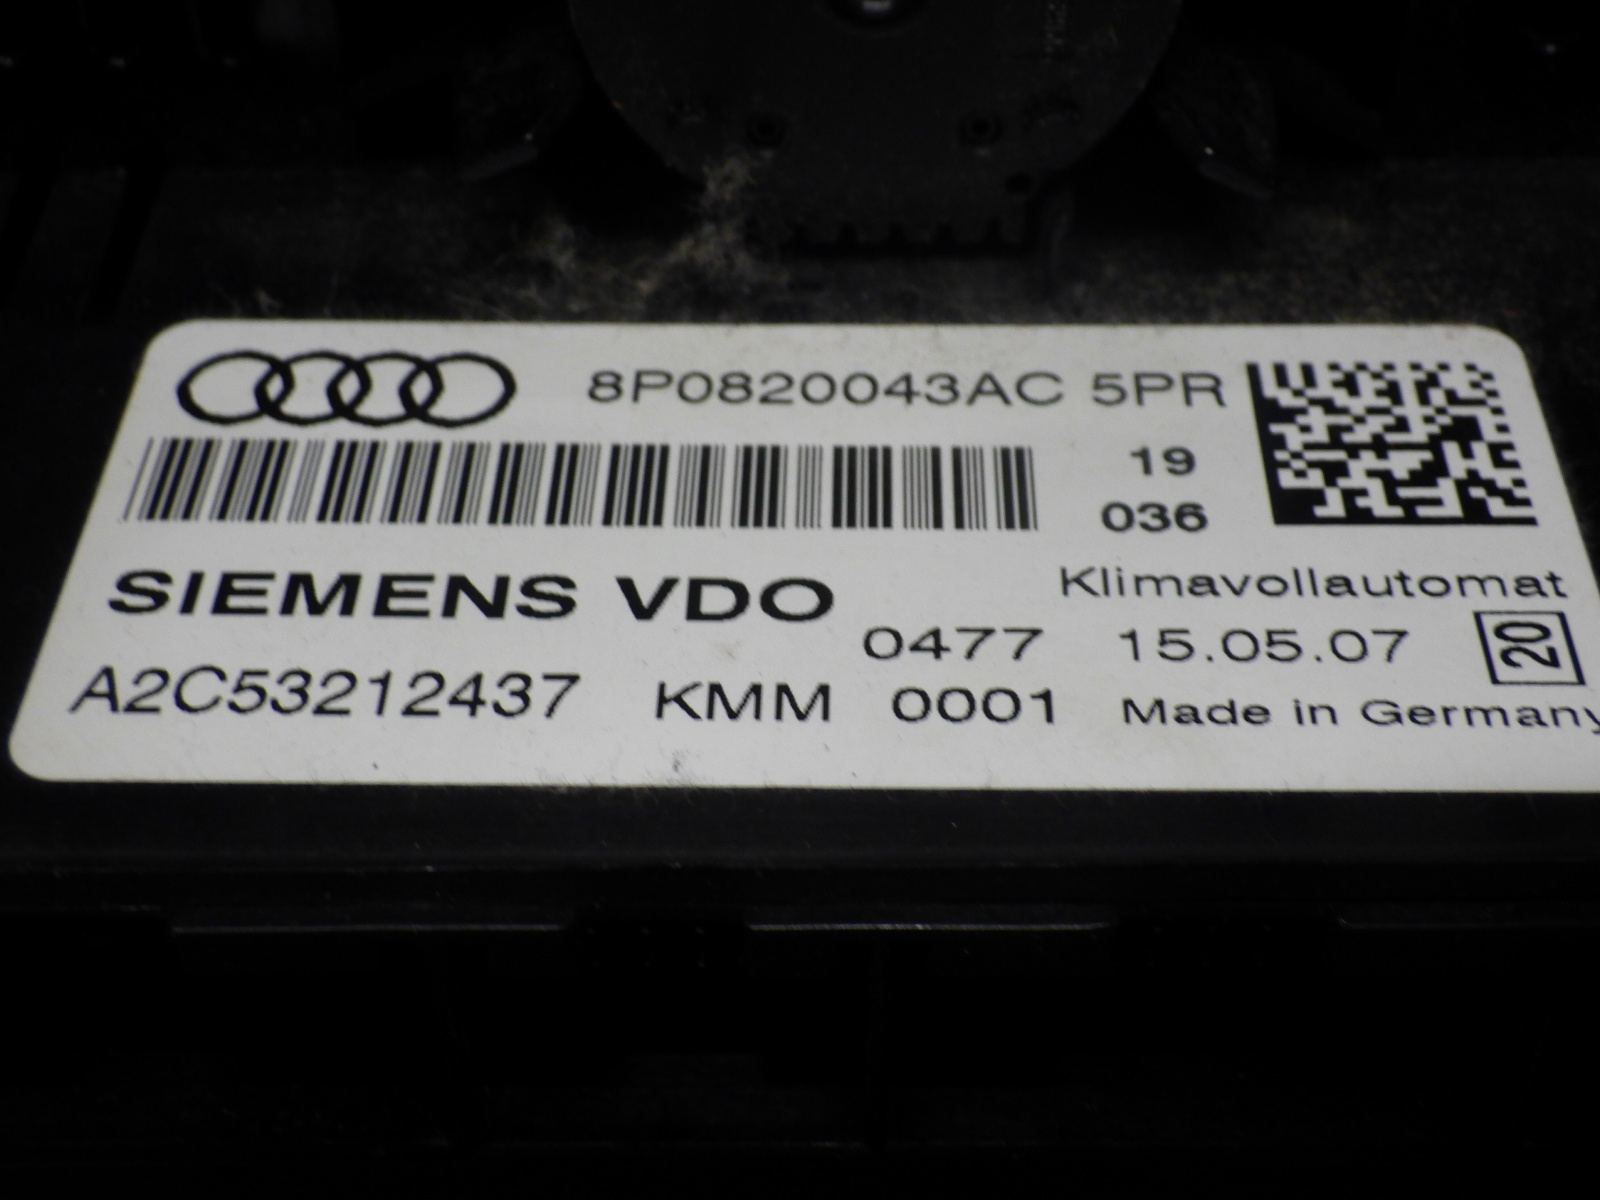 8P0820043AC 5PR
19
036
SIEMENS VDO
Klimavollautomat
0477 15.05.07 20
A2C53212437 KMM 0001 Made in Germany